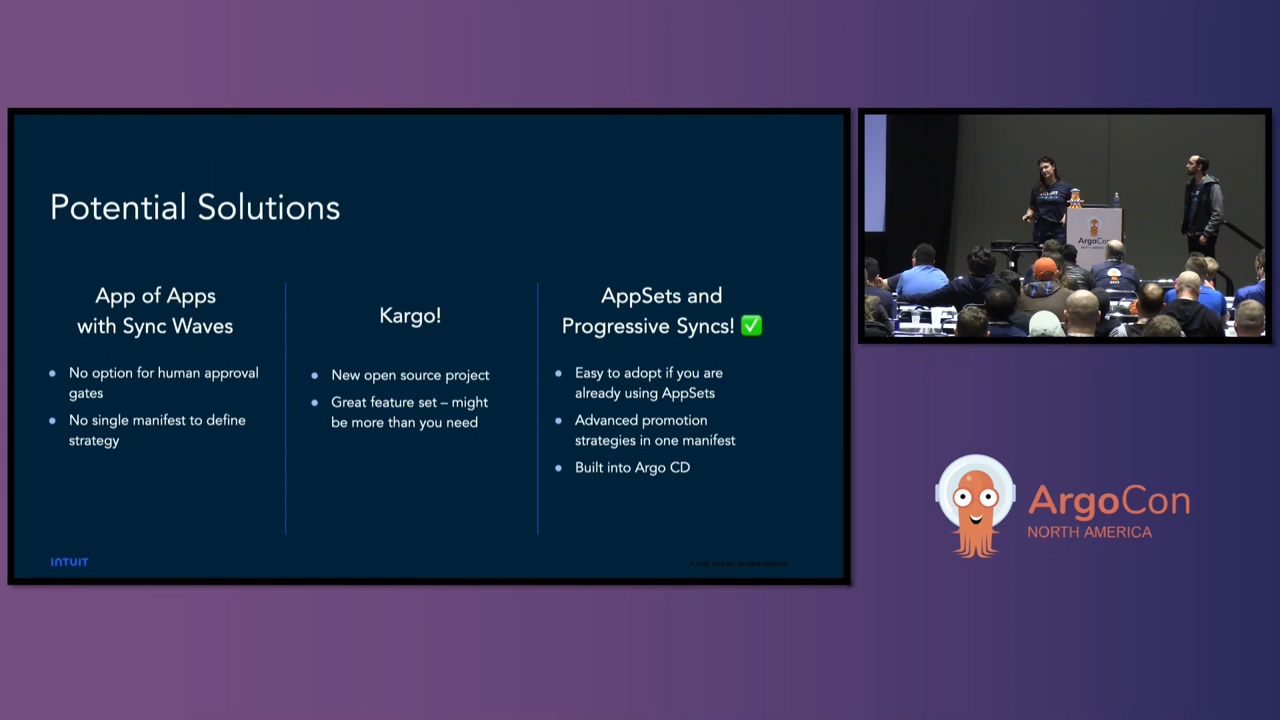 Potential Solutions
App of Apps
with Sync Waves
No option for human approval
gates
No single manifest to define
strategy
Kargo!
New open source project
Great feature set – might
be more than you need
AppSets and
Progressive Syncs! ✅
Easy to adopt if you are
already using AppSets
Advanced promotion
strategies in one manifest
Built into Argo CD
INTUIT
ArgoCon
NORTH AMERICA